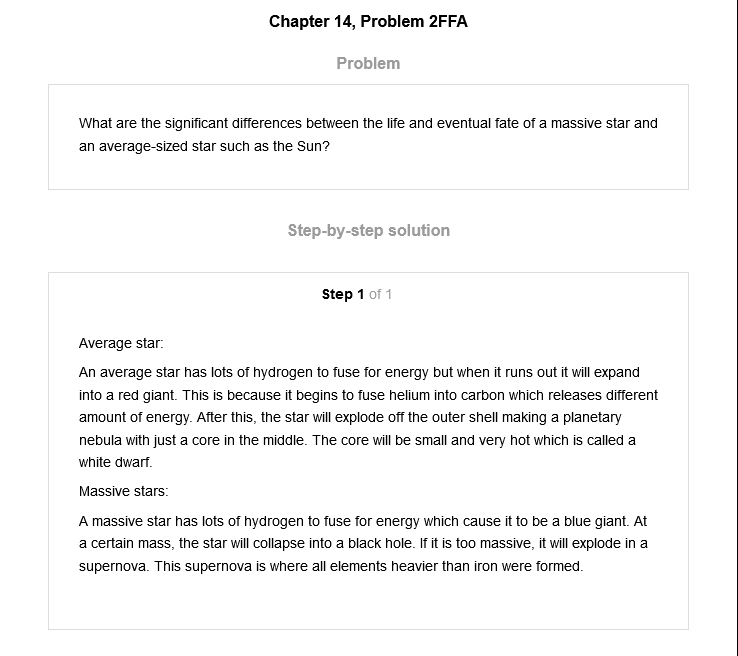 Chapter 14, Problem 2FFA
Problem
What are the significant differences between the life and eventual fate of a massive star and
an average-sized star such as the Sun?
Step-by-step solution
Step 1 of 1
Average star:
An average star has lots of hydrogen to fuse for energy but when it runs out it will expand
into a red giant. This is because it begins to fuse helium into carbon which releases different
amount of energy. After this, the star will explode off the outer shell making a planetary
nebula with just a core in the middle. The core will be small and very hot which is called a
white dwarf.
Massive stars:
A massive star has lots of hydrogen to fuse for energy which cause it to be a blue giant. At
a certain mass, the star will collapse into a black hole. If it is too massive, it will explode in a
supernova. This supernova is where all elements heavier than iron were formed.